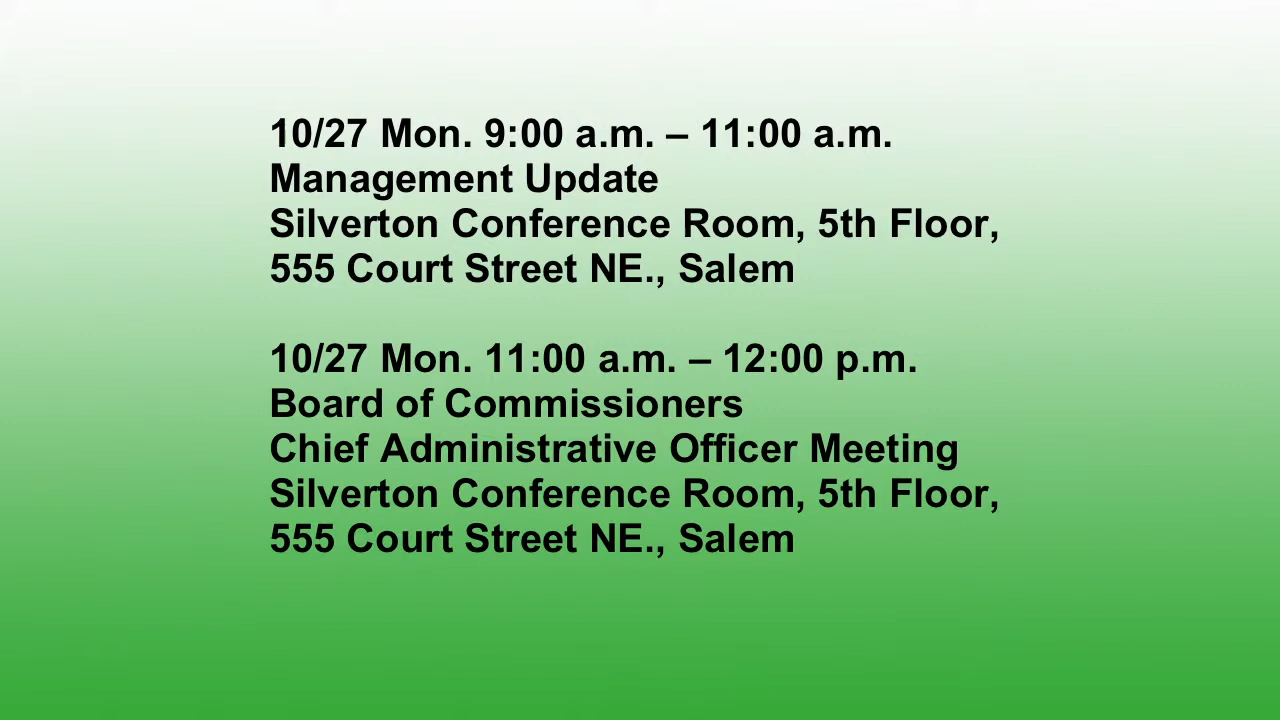 10/27 Mon. 9:00 a.m. – 11:00 a.m.
Management Update
Silverton Conference Room, 5th Floor,
555 Court Street NE., Salem
10/27 Mon. 11:00 a.m. – 12:00 p.m.
Board of Commissioners
Chief Administrative Officer Meeting
Silverton Conference Room, 5th Floor,
555 Court Street NE., Salem